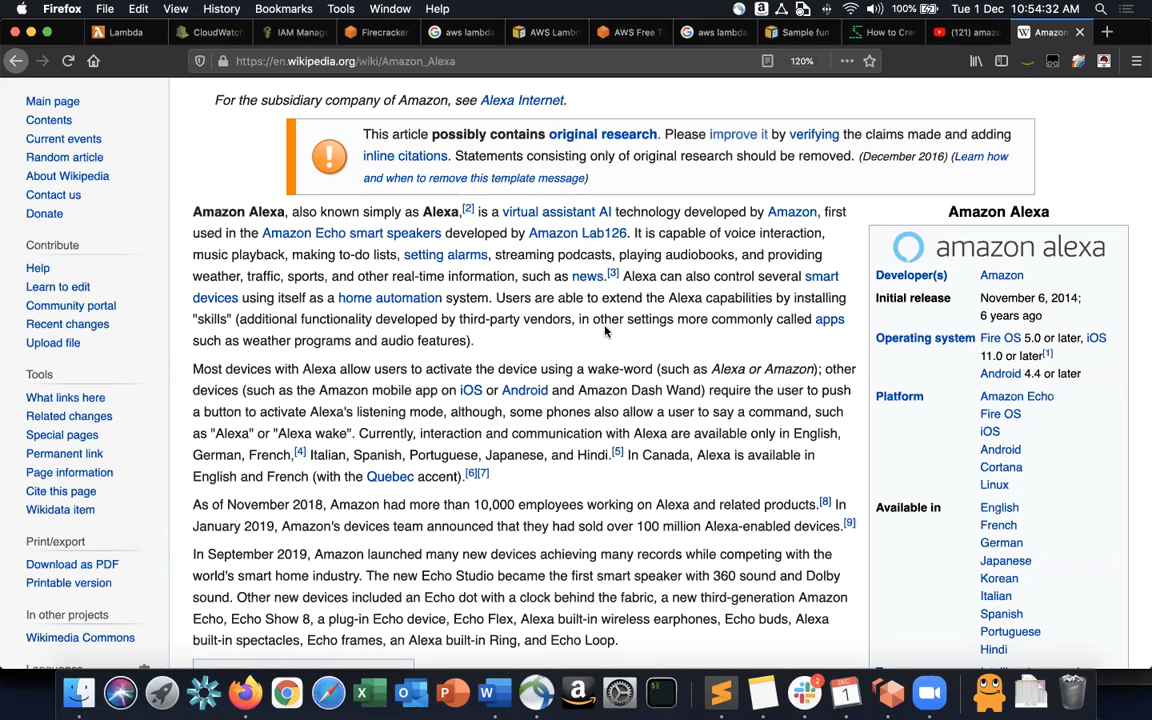 Firefox File Edit View History Bookmarks Tools Window Help 100% Tue 1 Dec 10:54:32
Lambda CloudWatch IAM Manage Firecracker aws lambda AWS Lamb AWS Free T aws lambda Sample fun How to Cre (121) amaz Amazon
https://en.wikipedia.org/wiki/Amazon_Alexa 120%
Main page
Contents
Current events
Random article
About Wikipedia
Contact us
Donate
Contribute
Help
Learn to edit
Community portal
Recent changes
Upload file
Tools
What links here
Related changes
Special pages
Permanent link
Page information
Cite this page
Wikidata item
Print/export
Download as PDF
Printable version
In other projects
Wikimedia Commons
Languages
For the subsidiary company of Amazon, see Alexa Internet.
This article possibly contains original research. Please improve it by verifying the claims made and adding
inline citations. Statements consisting only of original research should be removed. (December 2016) (Learn how
and when to remove this template message)
Amazon Alexa, also known simply as Alexa,[2] is a virtual assistant AI technology developed by Amazon, first
used in the Amazon Echo smart speakers developed by Amazon Lab126. It is capable of voice interaction,
music playback, making to-do lists, setting alarms, streaming podcasts, playing audiobooks, and providing
weather, traffic, sports, and other real-time information, such as news.[3] Alexa can also control several smart
devices using itself as a home automation system. Users are able to extend the Alexa capabilities by installing
"skills" (additional functionality developed by third-party vendors, in other settings more commonly called apps
such as weather programs and audio features).
Most devices with Alexa allow users to activate the device using a wake-word (such as Alexa or Amazon); other
devices (such as the Amazon mobile app on iOS or Android and Amazon Dash Wand) require the user to push
a button to activate Alexa's listening mode, although, some phones also allow a user to say a command, such
as "Alexa" or "Alexa wake". Currently, interaction and communication with Alexa are available only in English,
German, French,[4] Italian, Spanish, Portuguese, Japanese, and Hindi.[5] In Canada, Alexa is available in
English and French (with the Quebec accent).[6][7]
As of November 2018, Amazon had more than 10,000 employees working on Alexa and related products.[8] In
January 2019, Amazon's devices team announced that they had sold over 100 million Alexa-enabled devices.[9]
In September 2019, Amazon launched many new devices achieving many records while competing with the
world's smart home industry. The new Echo Studio became the first smart speaker with 360 sound and Dolby
sound. Other new devices included an Echo dot with a clock behind the fabric, a new third-generation Amazon
Echo, Echo Show 8, a plug-in Echo device, Echo Flex, Alexa built-in wireless earphones, Echo buds, Alexa
built-in spectacles, Echo frames, an Alexa built-in Ring, and Echo Loop.
Amazon Alexa
amazon alexa
Developer(s) Amazon
Initial release November 6, 2014;
6 years ago
Operating system Fire OS 5.0 or later, iOS
11.0 or later[1]
Android 4.4 or later
Platform Amazon Echo
Fire OS
iOS
Android
Cortana
Linux
Available in English
French
German
Japanese
Korean
Italian
Spanish
Portuguese
Hindi